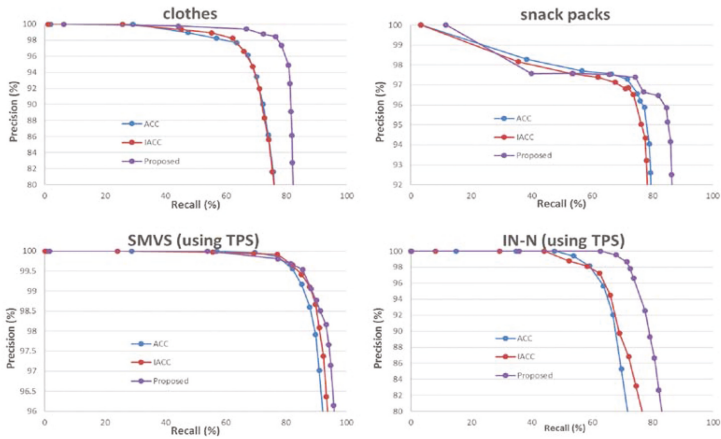 clothes
100
98
96
94
92
90
88
86
84
82
80
Precision (%)
ACC
IACC
Proposed
0 20 40 60 80 100
Recall (%)
snack packs
100
99
98
97
96
95
94
93
92
Precision (%)
ACC
IACC
Proposed
0 20 40 60 80 100
Recall (%)
SMVS (using TPS)
100
99.5
99
98.5
98
97.5
97
96.5
96
Precision (%)
ACC
IACC
Proposed
0 20 40 60 80 100
Recall (%)
IN-N (using TPS)
100
98
96
94
92
90
88
86
84
82
80
Precision (%)
ACC
IACC
Proposed
0 20 40 60 80 100
Recall (%)